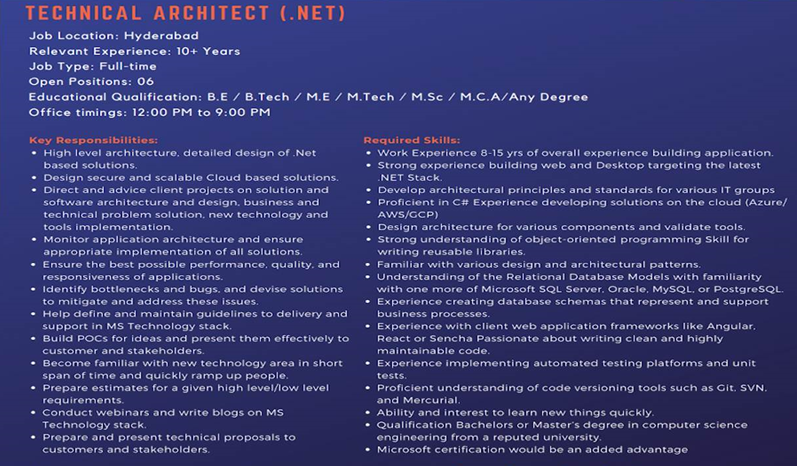 TECHNICAL ARCHITECT (.NET)
Job Location: Hyderabad
Relevant Experience: 10+ Years
Job Type: Full-time
Open Positions: 06
Educational Qualification: B.E / B.Tech / M.E / M.Tech / M.Sc / M.C.A/Any Degree
Office timings: 12:00 PM to 9:00 PM
Key Responsibilities:
• High level architecture, detailed design of .Net
based solutions.
• Design secure and scalable Cloud based solutions.
• Direct and advice client projects on solution and
software architecture and design, business and
technical problem solution, new technology and
tools implementation.
• Monitor application architecture and ensure
appropriate implementation of all solutions.
• Ensure the best possible performance, quality, and
responsiveness of applications.
• Identify bottlenecks and bugs, and devise solutions
to mitigate and address these issues.
• Help define and maintain guidelines to delivery and
support in MS Technology stack.
• Build POCs for ideas and present them effectively to
customer and stakeholders.
• Become familiar with new technology area in short
span of time and quickly ramp up people.
• Prepare estimates for a given high level/low level
requirements.
• Conduct webinars and write blogs on MS
Technology stack.
• Prepare and present technical proposals to
customers and stakeholders.
Required Skills:
• Work Experience 8-15 yrs of overall experience building application.
• Strong experience building web and Desktop targeting the latest
.NET Stack.
• Develop architectural principles and standards for various IT groups
• Proficient in C# Experience developing solutions on the cloud (Azure/
AWS/GCP)
• Design architecture for various components and validate tools.
• Strong understanding of object-oriented programming Skill for
writing reusable libraries.
• Familiar with various design and architectural patterns.
• Understanding of the Relational Database Models with familiarity
with one more of Microsoft SQL Server, Oracle, MySQL, or PostgreSQL.
• Experience creating database schemas that represent and support
business processes.
• Experience with client web application frameworks like Angular,
React or Sencha Passionate about writing clean and highly
maintainable code.
• Experience implementing automated testing platforms and unit
tests.
• Proficient understanding of code versioning tools such as Git, SVN,
and Mercurial.
• Ability and interest to learn new things quickly.
• Qualification Bachelors or Master's degree in computer science
engineering from a reputed university.
• Microsoft certification would be an added advantage